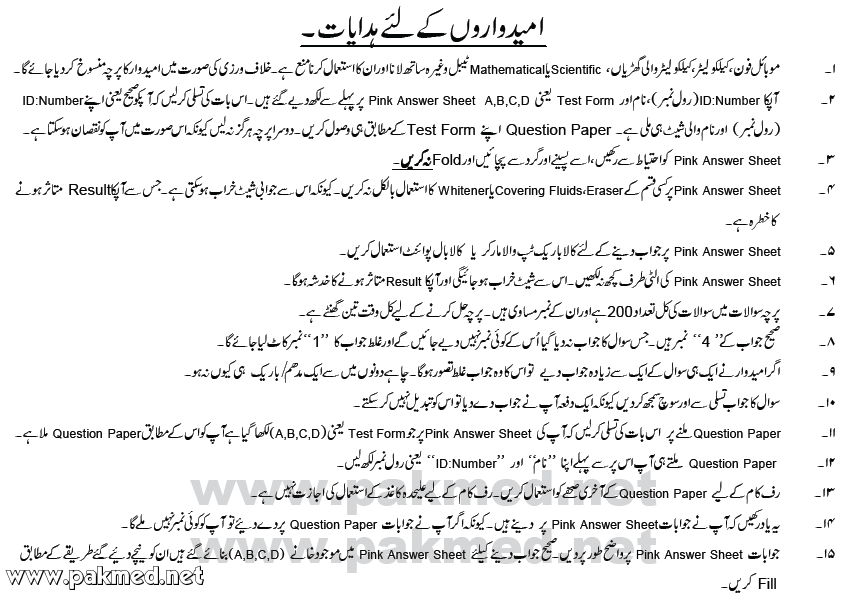 امیدواروں کے لئے ہدایات۔
۱۔ موبائل فون، کیلکولیٹر، کیلکولیٹر والی گھڑیاں، Scientific یا Mathematical ٹیبل وغیرہ ساتھ لانا اور ان کا استعمال کرنا منع ہے۔ خلاف ورزی کی صورت میں امیدوار کا پرچہ منسوخ کر دیا جائے گا۔
۲۔ آپکا ID:Number (رول نمبر)، نام اور Test Form یعنی A,B,C,D Pink Answer Sheet پر پہلے سے لکھ دیے گئے ہیں۔ اس بات کی تسلی کر لیں کہ آپکو صحیح یعنی اپنے ID:Number
(رول نمبر) اور نام والی شیٹ ہی ملی ہے۔ Question Paper اپنے Test Form کے مطابق ہی وصول کریں۔ دوسرا پرچہ ہرگز نہ لیں کیونکہ اس صورت میں آپ کو نقصان ہو سکتا ہے۔
۳۔ Pink Answer Sheet کو احتیاط سے رکھیں، اسے پسینے اور گرد سے بچائیں اور Fold نہ کریں۔
۴۔ Pink Answer Sheet پر کسی قسم کے Covering Fluids، Eraser یا Whitener کا استعمال بالکل نہ کریں۔ کیونکہ اس سے جوابی شیٹ خراب ہو سکتی ہے۔ جس سے آپکا Result متاثر ہونے
کا خطرہ ہے۔
۵۔ Pink Answer Sheet پر جواب دینے کے لئے کالا باریک ٹپ والا مارکر یا کالا بال پوائنٹ استعمال کریں۔
۶۔ Pink Answer Sheet کی الٹی طرف کچھ نہ لکھیں۔ اس سے شیٹ خراب ہو جائیگی اور آپکا Result متاثر ہونے کا خدشہ ہوگا۔
۷۔ پرچہ سوالات میں سوالات کی کل تعداد 200 ہے اور ان کے نمبر مساوی ہیں۔ پرچہ حل کرنے کے لیے کل وقت تین گھنٹے ہے۔
۸۔ صحیح جواب کے ’’4‘‘ نمبر ہیں۔ جس سوال کا جواب نہ دیا گیا اُس کے کوئی نمبر نہیں دیے جائیں گے اور غلط جواب کا ’’1‘‘ نمبر کاٹ لیا جائے گا۔
۹۔ اگر امیدوار نے ایک ہی سوال کے ایک سے زیادہ جواب دیے تو اس کا وہ جواب غلط تصور ہوگا۔ چاہے دونوں میں سے ایک مدھم/باریک ہی کیوں نہ ہو۔
۱۰۔ سوال کا جواب تسلی سے اور سوچ سمجھ کر دیں کیونکہ ایک دفعہ آپ نے جواب دے دیا تو اس کو تبدیل نہیں کر سکتے۔
۱۱۔ Question Paper ملنے پر اس بات کی تسلی کر لیں کہ آپ کی Pink Answer Sheet پر جو Test Form یعنی (A,B,C,D) لکھا گیا ہے آپ کو اس کے مطابق Question Paper ملا ہے۔
۱۲۔ Question Paper ملتے ہی آپ اس پر سے پہلے اپنا ’’نام‘‘ اور ’’ID:Number‘‘ یعنی رول نمبر لکھ لیں۔
۱۳۔ رف کام کے لیے Question Paper کے آخری صفحے کو استعمال کریں۔ رف کام کے لیے علیحدہ کاغذ کے استعمال کی اجازت نہیں ہے۔
www.pakmed.net
۱۴۔ یہ یاد رکھیں کہ آپ نے جوابات Pink Answer Sheet پر دینے ہیں۔ کیونکہ اگر آپ نے جوابات Question Paper پر دے دئیے تو آپ کو کوئی نمبر نہیں ملے گا۔
۱۵۔ جوابات Pink Answer Sheet پر واضح طور پر دیں۔ صحیح جواب دینے کیلئے Pink Answer Sheet میں موجود خانے (A,B,C,D) بنائے گئے ہیں ان کو نیچے دئیے گئے طریقے کے مطابق
www.pakmed.net
Fill کریں۔
www.pakmed.net